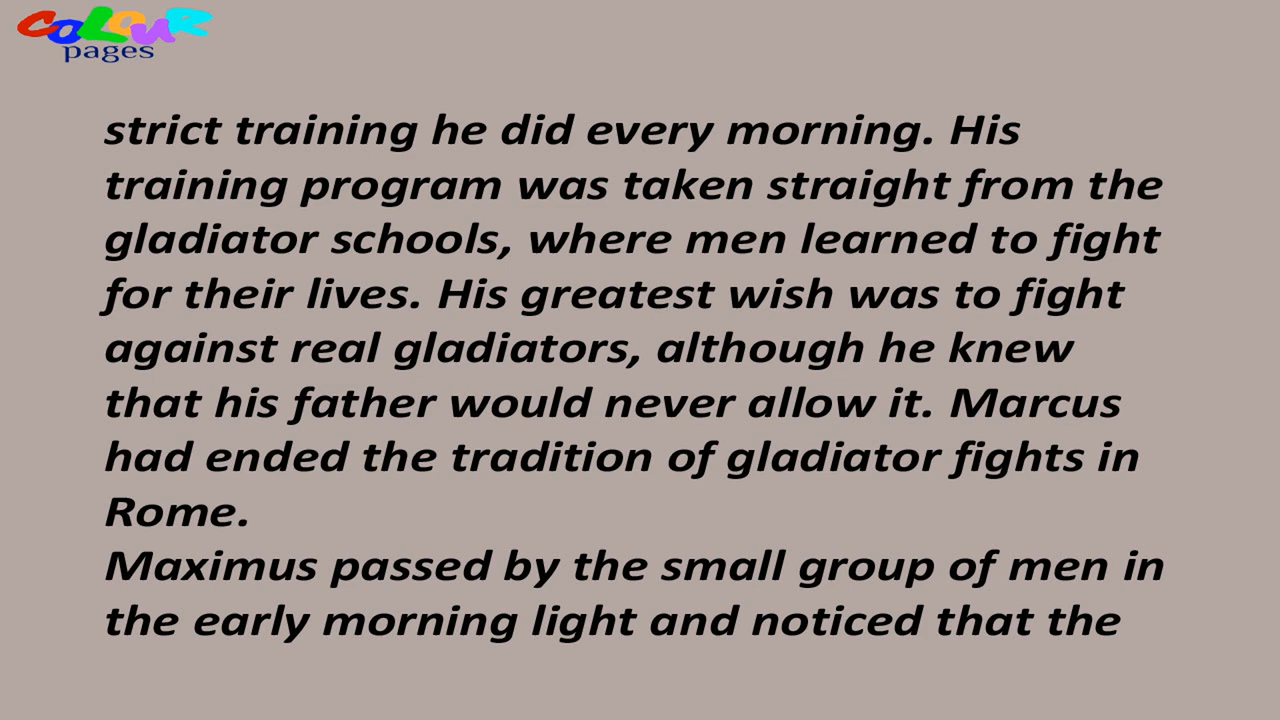 COLOUR
pages
strict training he did every morning. His
training program was taken straight from the
gladiator schools, where men learned to fight
for their lives. His greatest wish was to fight
against real gladiators, although he knew
that his father would never allow it. Marcus
had ended the tradition of gladiator fights in
Rome.
Maximus passed by the small group of men in
the early morning light and noticed that the